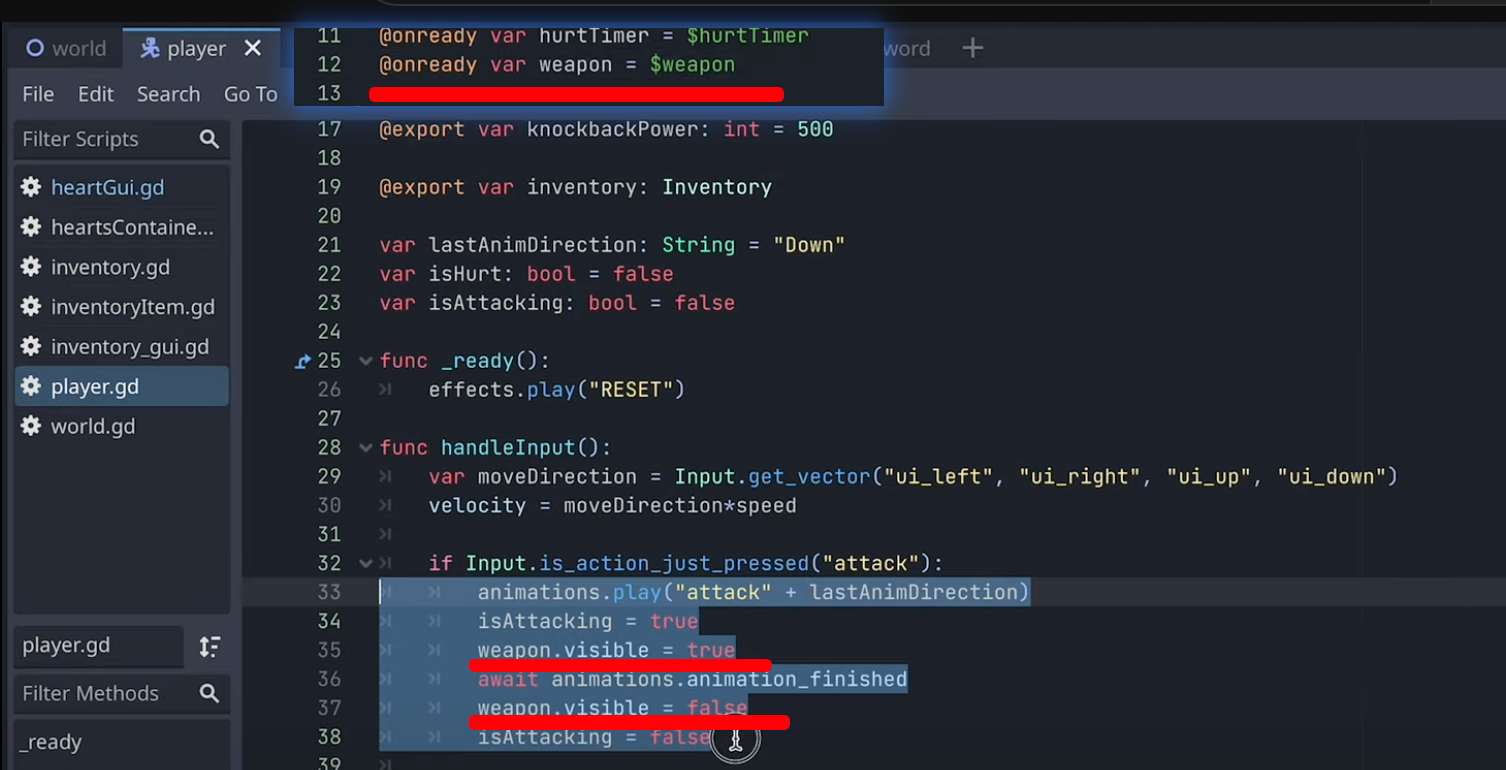 world
player
word
File Edit Search Go To
11 @onready var hurtTimer = $hurtTimer
12 @onready var weapon = $weapon
13
Filter Scripts
heartGui.gd
heartsContaine...
inventory.gd
inventoryItem.gd
inventory_gui.gd
player.gd
world.gd
player.gd
Filter Methods
_ready
17 @export var knockbackPower: int = 500
18
19 @export var inventory: Inventory
20
21 var lastAnimDirection: String = "Down"
22 var isHurt: bool = false
23 var isAttacking: bool = false
24
25 func _ready():
26 effects.play("RESET")
27
28 func handleInput():
29 var moveDirection = Input.get_vector("ui_left", "ui_right", "ui_up", "ui_down")
30 velocity = moveDirection*speed
31
32 if Input.is_action_just_pressed("attack"):
33 animations.play("attack" + lastAnimDirection)
34 isAttacking = true
35 weapon.visible = true
36 await animations.animation_finished
37 weapon.visible = false
38 isAttacking = false
39